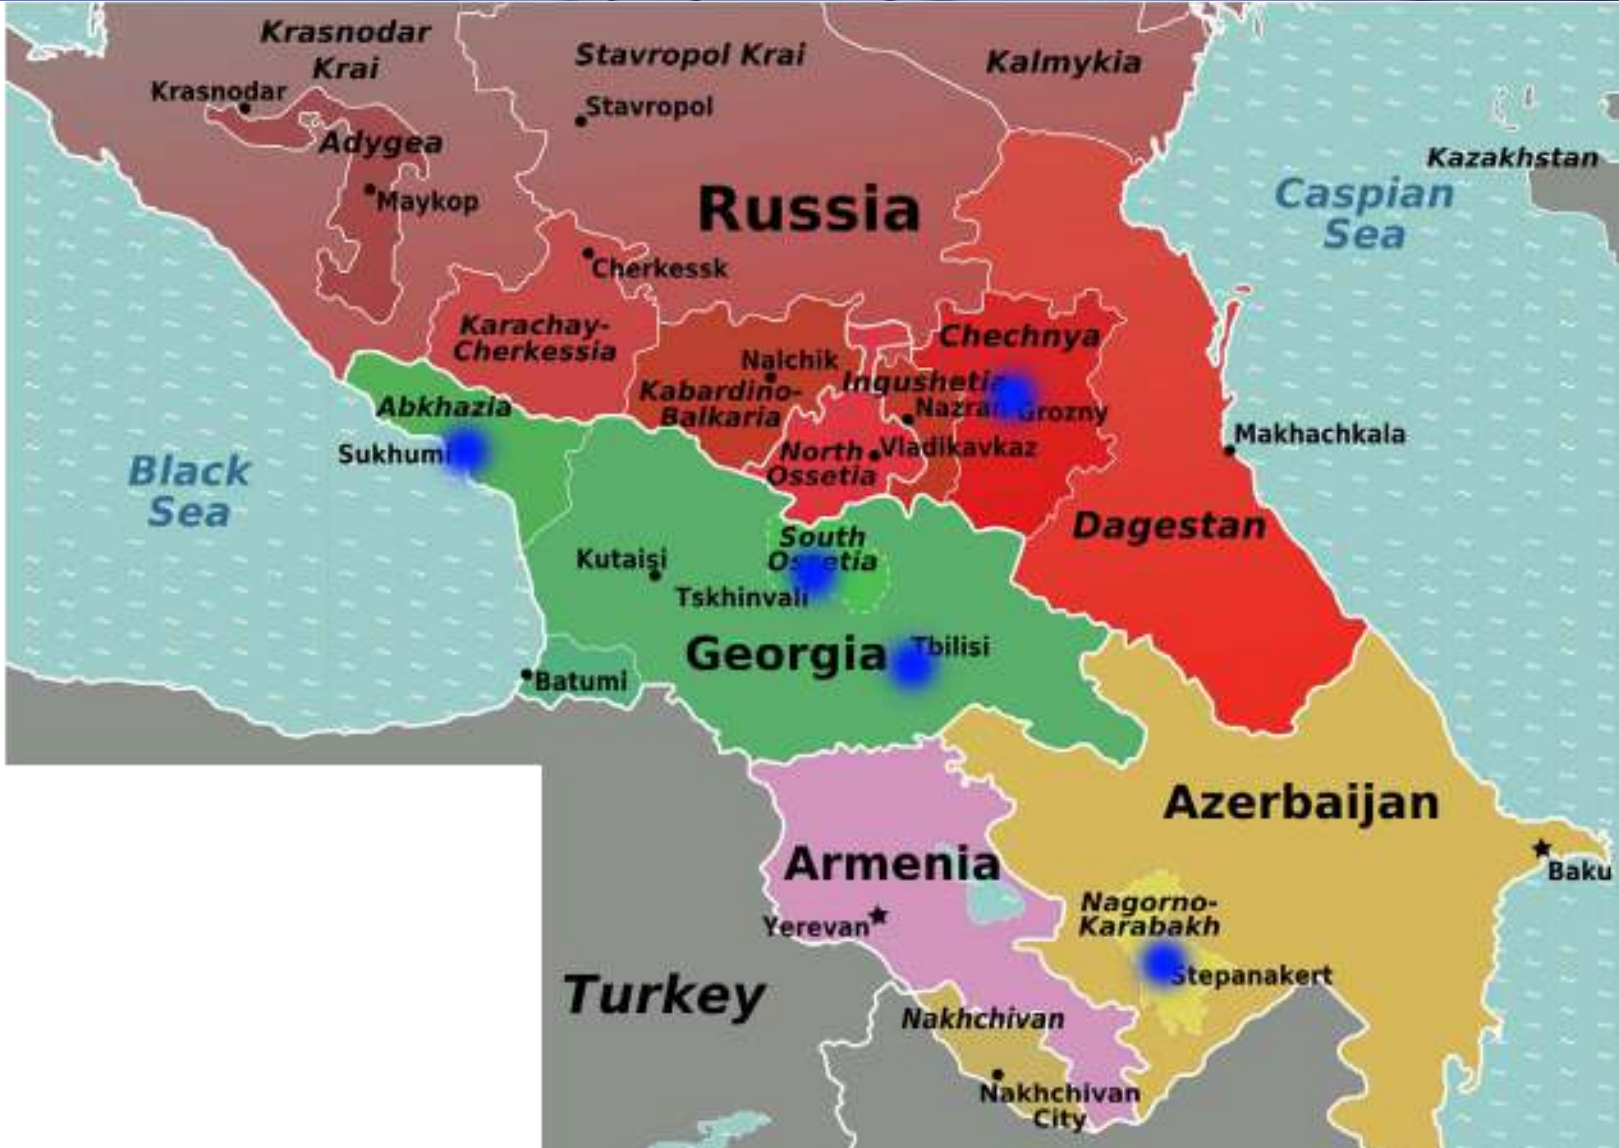 Krasnodar
Krai
Stavropol Krai
Kalmykia
Krasnodar
Stavropol
Adygea
Kazakhstan
Maykop
Russia
Caspian
Sea
Cherkessk
Karachay-
Cherkessia
Chechnya
Nalchik
Kabardino-
Balkaria
Ingushetia
Nazran
Grozny
Abkhazia
Makhachkala
Sukhumi
North
Ossetia
Vladikavkaz
Black
Sea
Dagestan
South
Ossetia
Kutaisi
Tskhinvali
Georgia
Tbilisi
Batumi
Azerbaijan
Armenia
Baku
Nagorno-
Karabakh
Yerevan
Stepanakert
Turkey
Nakhchivan
Nakhchivan
City